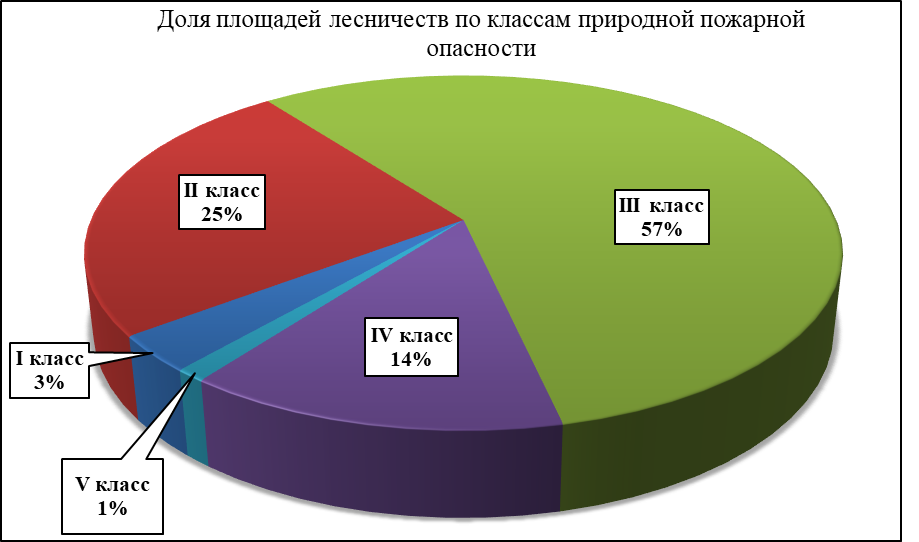 Доля площадей лесничеств по классам природной пожарной
опасности
II класс
25%
III класс
57%
IV класс
14%
I класс
3%
V класс
1%